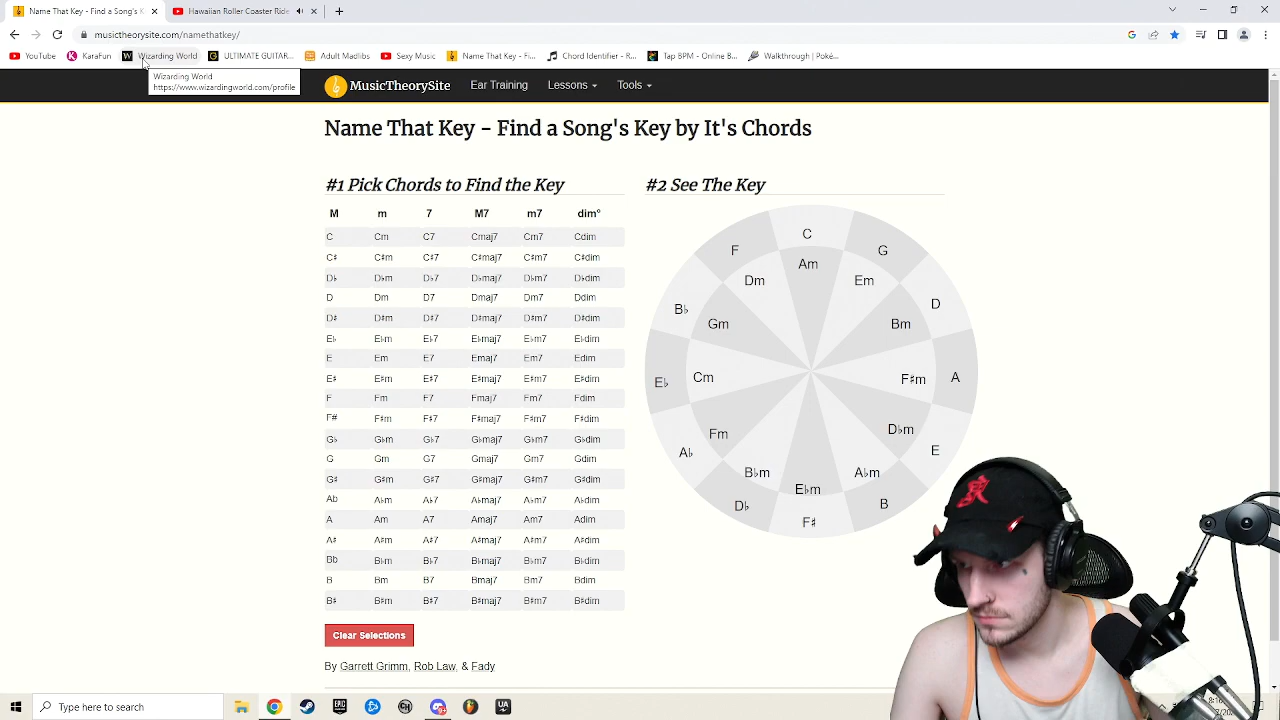 Name That Key - Find a Song's K
Hawaiian Roller Coaster Ride
musictheorysite.com/namethatkey/
YouTube KaraFun Wizarding World ULTIMATE GUITAR... Adult Madlibs Sexy Music Name That Key - Fi... Chord Identifier - R... Tap BPM - Online B... Walkthrough | Poké...
Wizarding World
https://www.wizardingworld.com/profile
MusicTheorySite Ear Training Lessons Tools
Name That Key - Find a Song's Key by It's Chords
#1 Pick Chords to Find the Key
M m 7 M7 m7 dim°
C Cm C7 Cmaj7 Cm7 Cdim
C♯ C♯m C♯7 C♯maj7 C♯m7 C♯dim
D♭ D♭m D♭7 D♭maj7 D♭m7 D♭dim
D Dm D7 Dmaj7 Dm7 Ddim
D♯ D♯m D♯7 D♯maj7 D♯m7 D♯dim
E♭ E♭m E♭7 E♭maj7 E♭m7 E♭dim
E Em E7 Emaj7 Em7 Edim
E♯ E♯m E♯7 E♯maj7 E♯m7 E♯dim
F Fm F7 Fmaj7 Fm7 Fdim
F# F♯m F♯7 F♯maj7 F♯m7 F♯dim
G♭ G♭m G♭7 G♭maj7 G♭m7 G♭dim
G Gm G7 Gmaj7 Gm7 Gdim
G♯ G♯m G♯7 G♯maj7 G♯m7 G♯dim
Ab A♭m A♭7 A♭maj7 A♭m7 A♭dim
A Am A7 Amaj7 Am7 Adim
A♯ A♯m A♯7 A♯maj7 A♯m7 A♯dim
Bb B♭m B♭7 B♭maj7 B♭m7 B♭dim
B Bm B7 Bmaj7 Bm7 Bdim
B♯ B♯m B♯7 B♯maj7 B♯m7 B♯dim
Clear Selections
By Garrett Grimm, Rob Law, & Fady
#2 See The Key
C
F G
Am
Dm Em
B♭ D
Gm Bm
E♭ Cm F♯m A
Fm D♭m
A♭ E
B♭m A♭m
E♭m
D♭ B
F♯
Type here to search
EPIC
UA